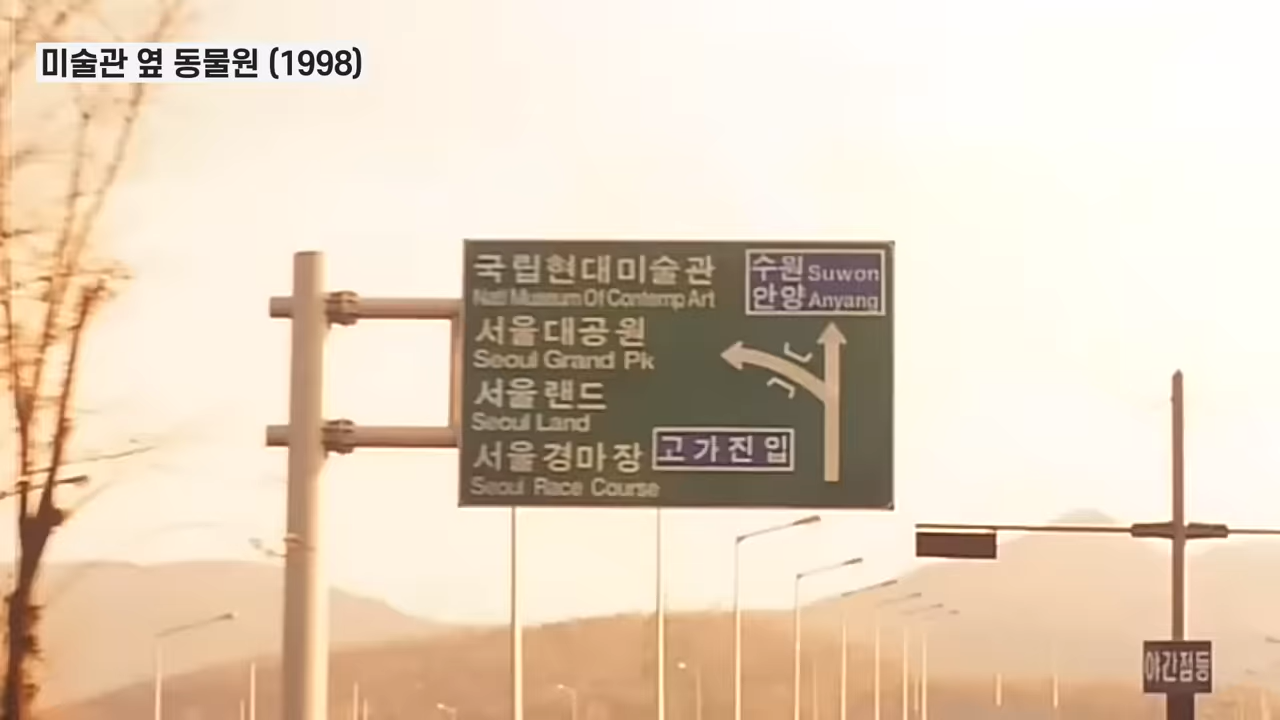 미술관 옆 동물원 (1998)
국립현대미술관
Natl Museum Of Contemp Art
서울대공원
Seoul Grand Pk
서울랜드
Seoul Land
서울경마장
Seoul Race Course
고가진입
수원 Suwon
안양 Anyang
야간점등